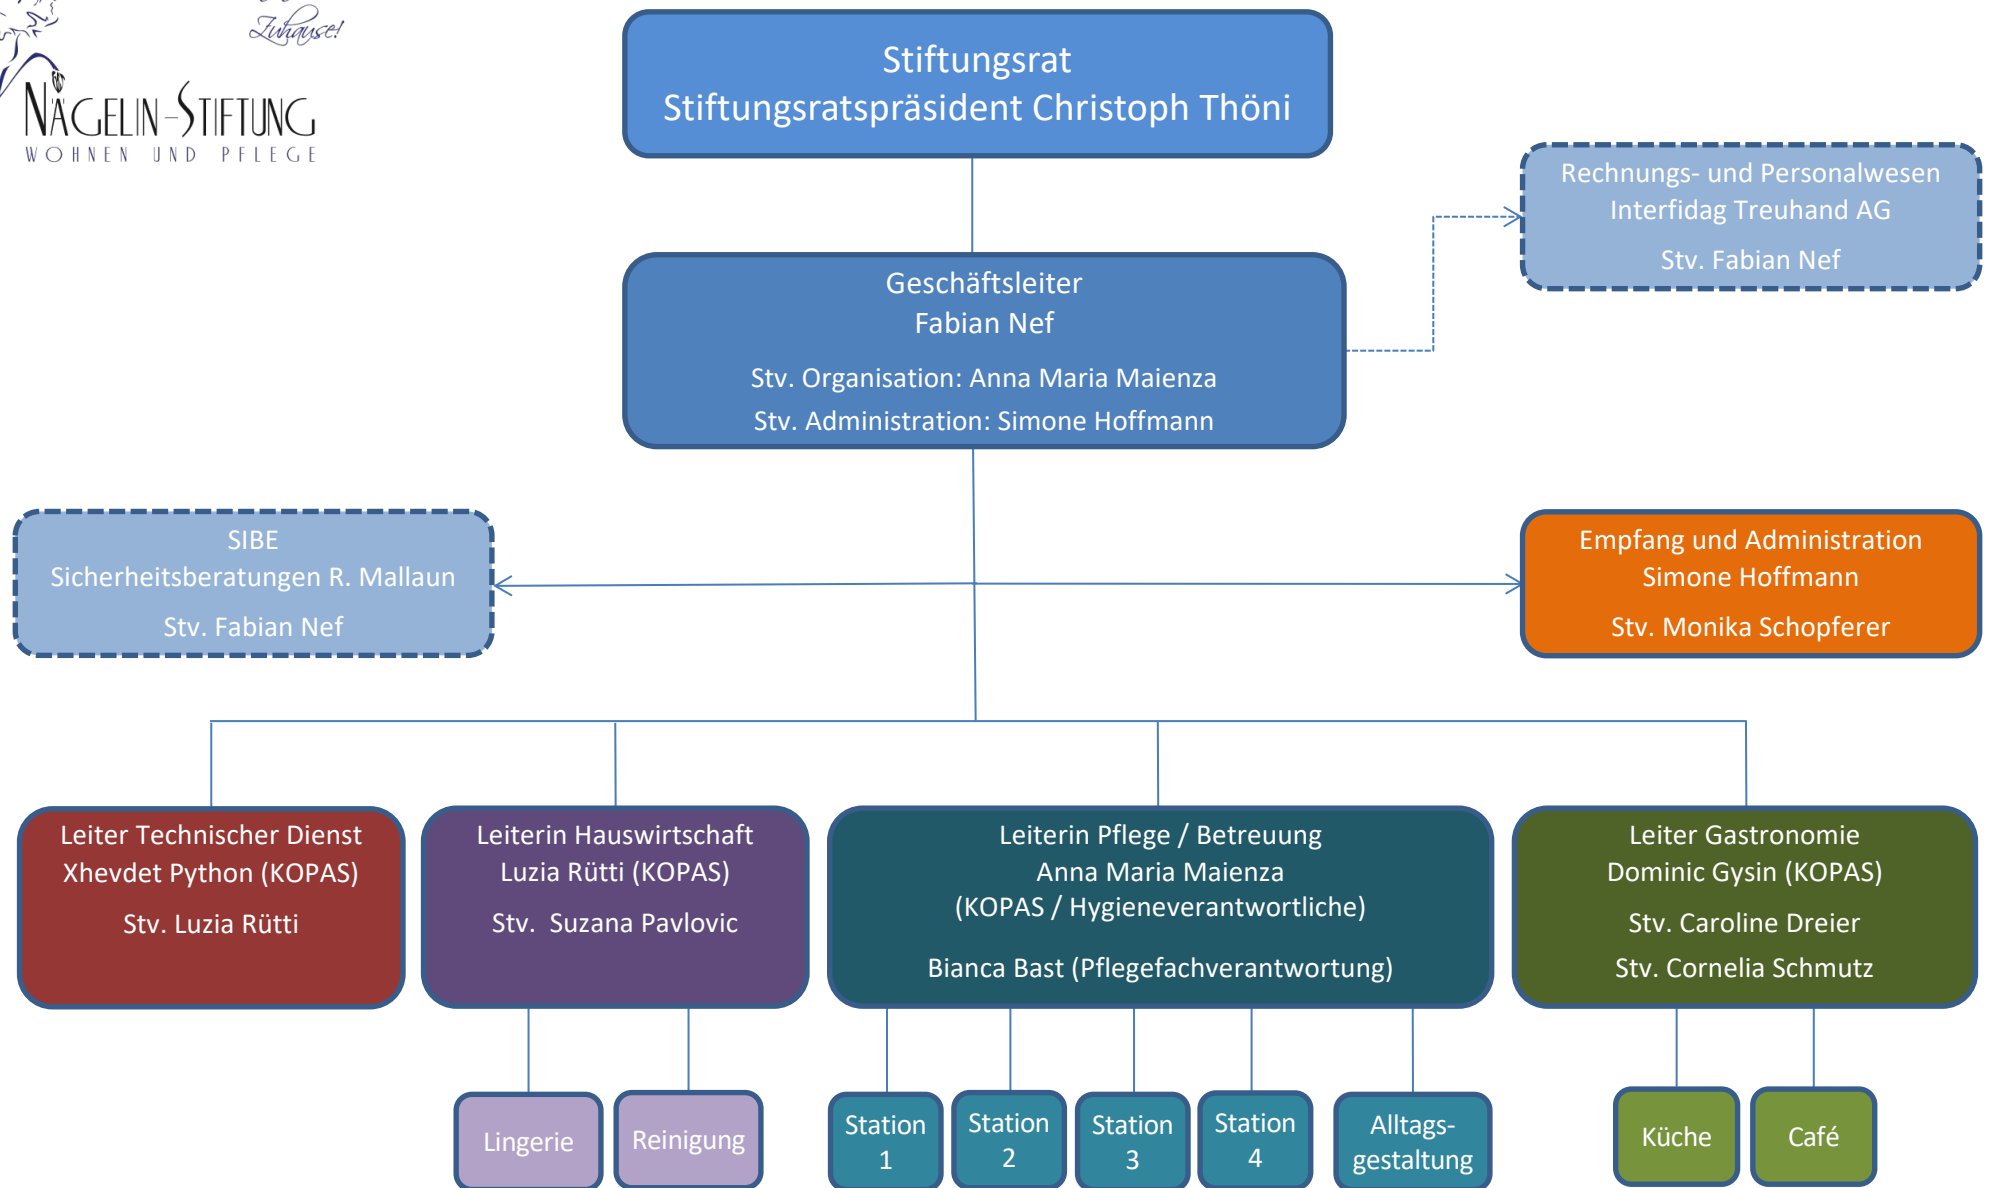 Zuhause!
NÄGELIN-STIFTUNG
WOHNEN UND PFLEGE
Stiftungsrat
Stiftungsratspräsident Christoph Thöni
Rechnungs- und Personalwesen
Interfidag Treuhand AG
Stv. Fabian Nef
Geschäftsleiter
Fabian Nef
Stv. Organisation: Anna Maria Maienza
Stv. Administration: Simone Hoffmann
SIBE
Sicherheitsberatungen R. Mallaun
Stv. Fabian Nef
Empfang und Administration
Simone Hoffmann
Stv. Monika Schopferer
Leiter Technischer Dienst
Xhevdet Python (KOPAS)
Stv. Luzia Rütti
Leiterin Hauswirtschaft
Luzia Rütti (KOPAS)
Stv.  Suzana Pavlovic
Leiterin Pflege / Betreuung
Anna Maria Maienza
(KOPAS / Hygieneverantwortliche)
Bianca Bast (Pflegefachverantwortung)
Leiter Gastronomie
Dominic Gysin (KOPAS)
Stv. Caroline Dreier
Stv. Cornelia Schmutz
Lingerie
Reinigung
Station
1
Station
2
Station
3
Station
4
Alltags-
gestaltung
Küche
Café